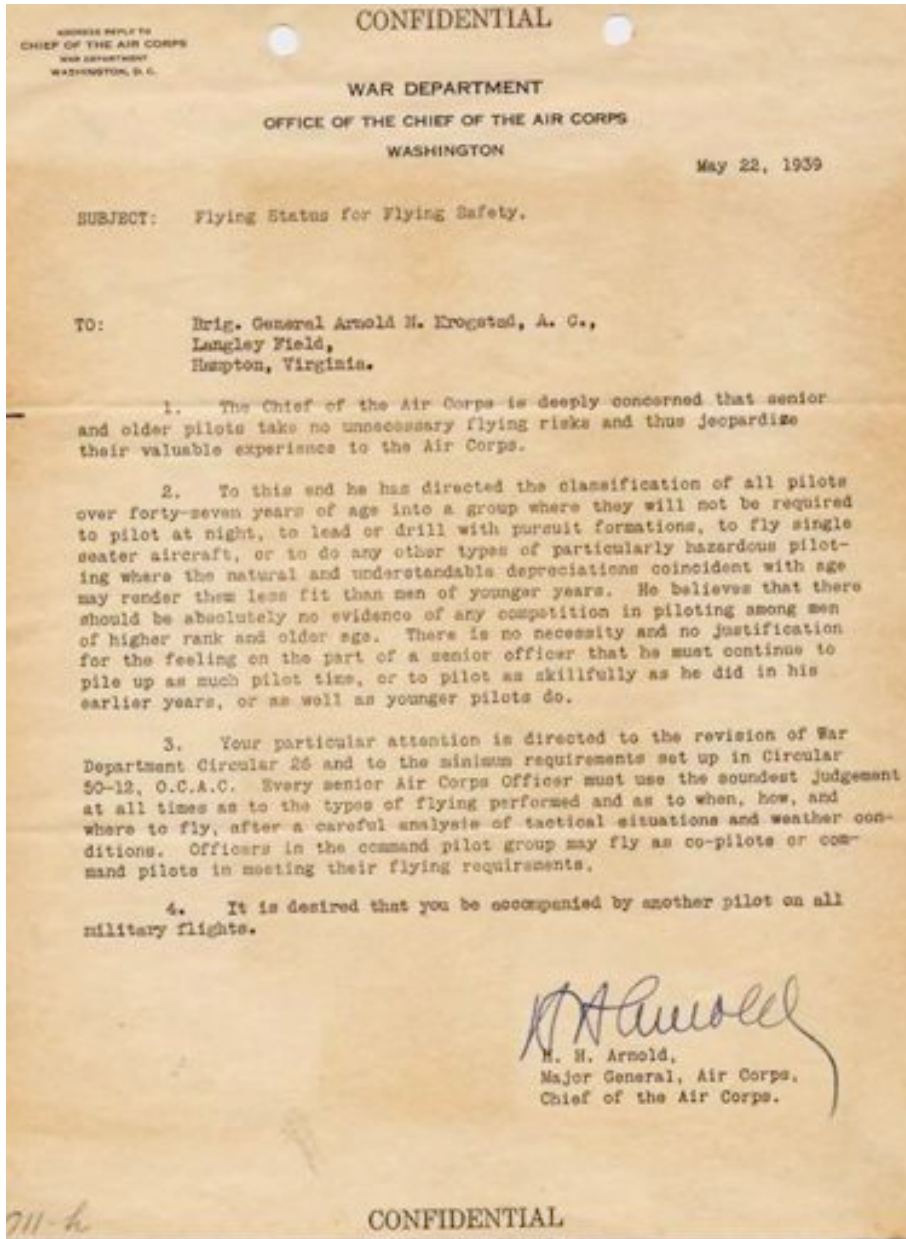 CONFIDENTIAL
ADDRESS REPLY TO
CHIEF OF THE AIR CORPS
WAR DEPARTMENT
WASHINGTON, D. C.
WAR DEPARTMENT
OFFICE OF THE CHIEF OF THE AIR CORPS
WASHINGTON
May 22, 1939
SUBJECT: Flying Status for Flying Safety.
TO: Brig. General Arnold N. Krogstad, A. C.,
Langley Field,
Hampton, Virginia.
1. The Chief of the Air Corps is deeply concerned that senior
and older pilots take no unnecessary flying risks and thus jeopardize
their valuable experience to the Air Corps.
2. To this end he has directed the classification of all pilots
over forty-seven years of age into a group where they will not be required
to pilot at night, to lead or drill with pursuit formations, to fly single
seater aircraft, or to do any other types of particularly hazardous pilot-
ing where the natural and understandable depreciations coincident with age
may render them less fit than men of younger years. He believes that there
should be absolutely no evidence of any competition in piloting among men
of higher rank and older age. There is no necessity and no justification
for the feeling on the part of a senior officer that he must continue to
pile up as much pilot time, or to pilot as skillfully as he did in his
earlier years, or as well as younger pilots do.
3. Your particular attention is directed to the revision of War
Department Circular 26 and to the minimum requirements set up in Circular
50-12, O.C.A.C. Every senior Air Corps Officer must use the soundest judgement
at all times as to the types of flying performed and as to when, how, and
where to fly, after a careful analysis of tactical situations and weather con-
ditions. Officers in the command pilot group may fly as co-pilots or com-
mand pilots in meeting their flying requirements.
4. It is desired that you be accompanied by another pilot on all
military flights.
H H Arnold
H. H. Arnold,
Major General, Air Corps,
Chief of the Air Corps.
711-h
CONFIDENTIAL